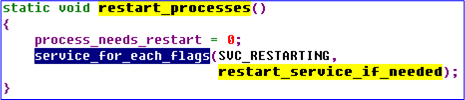 static void restart_processes()
{
    process_needs_restart = 0;
    service_for_each_flags(SVC_RESTARTING,
                           restart_service_if_needed);
}